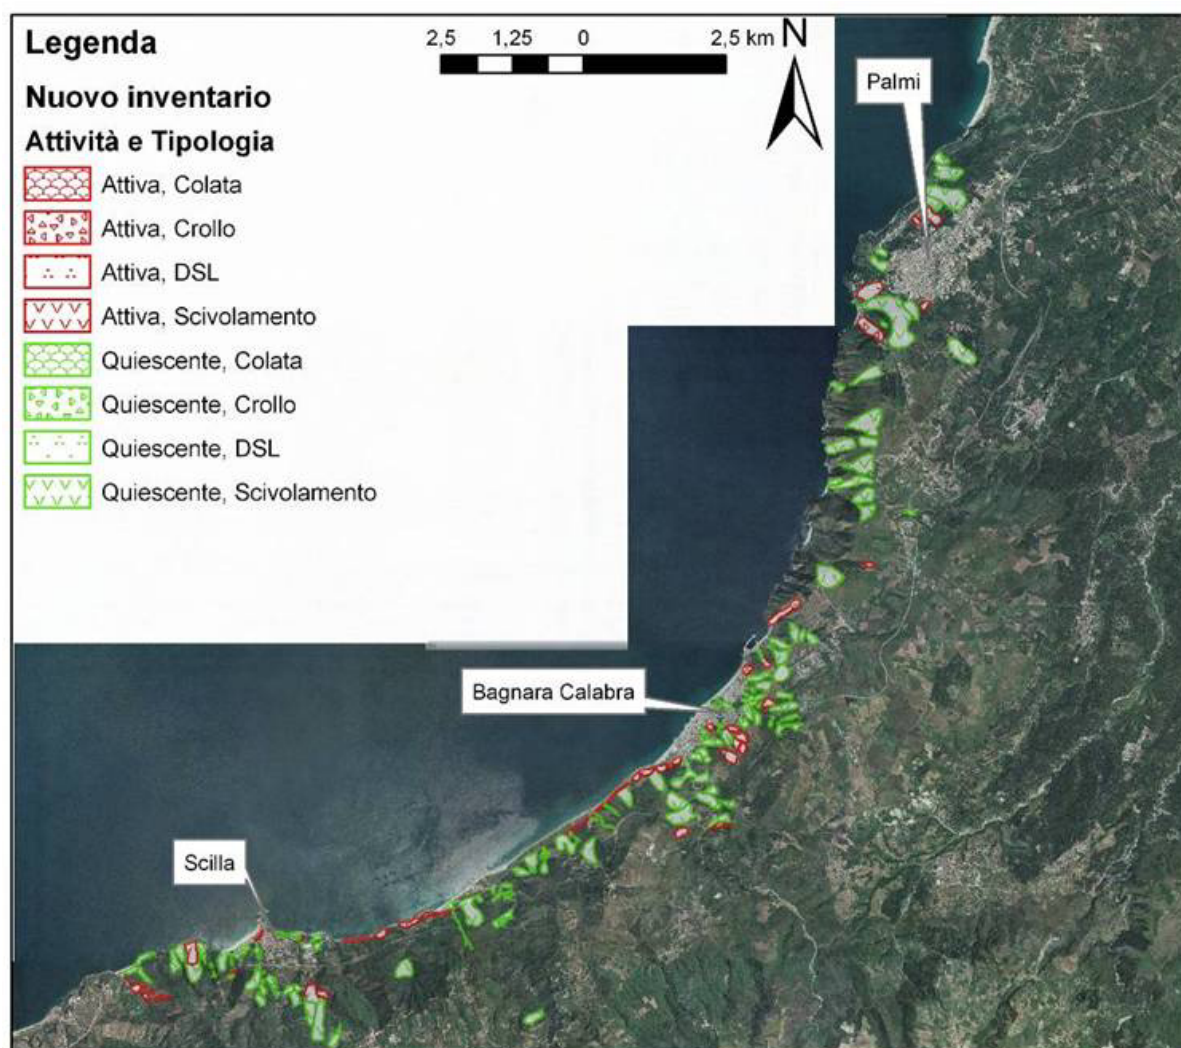 Legenda
2,5 1,25 0 2,5 km
N
Nuovo inventario
Attività e Tipologia
Attiva, Colata
Attiva, Crollo
Attiva, DSL
Attiva, Scivolamento
Quiescente, Colata
Quiescente, Crollo
Quiescente, DSL
Quiescente, Scivolamento
Palmi
Bagnara Calabra
Scilla